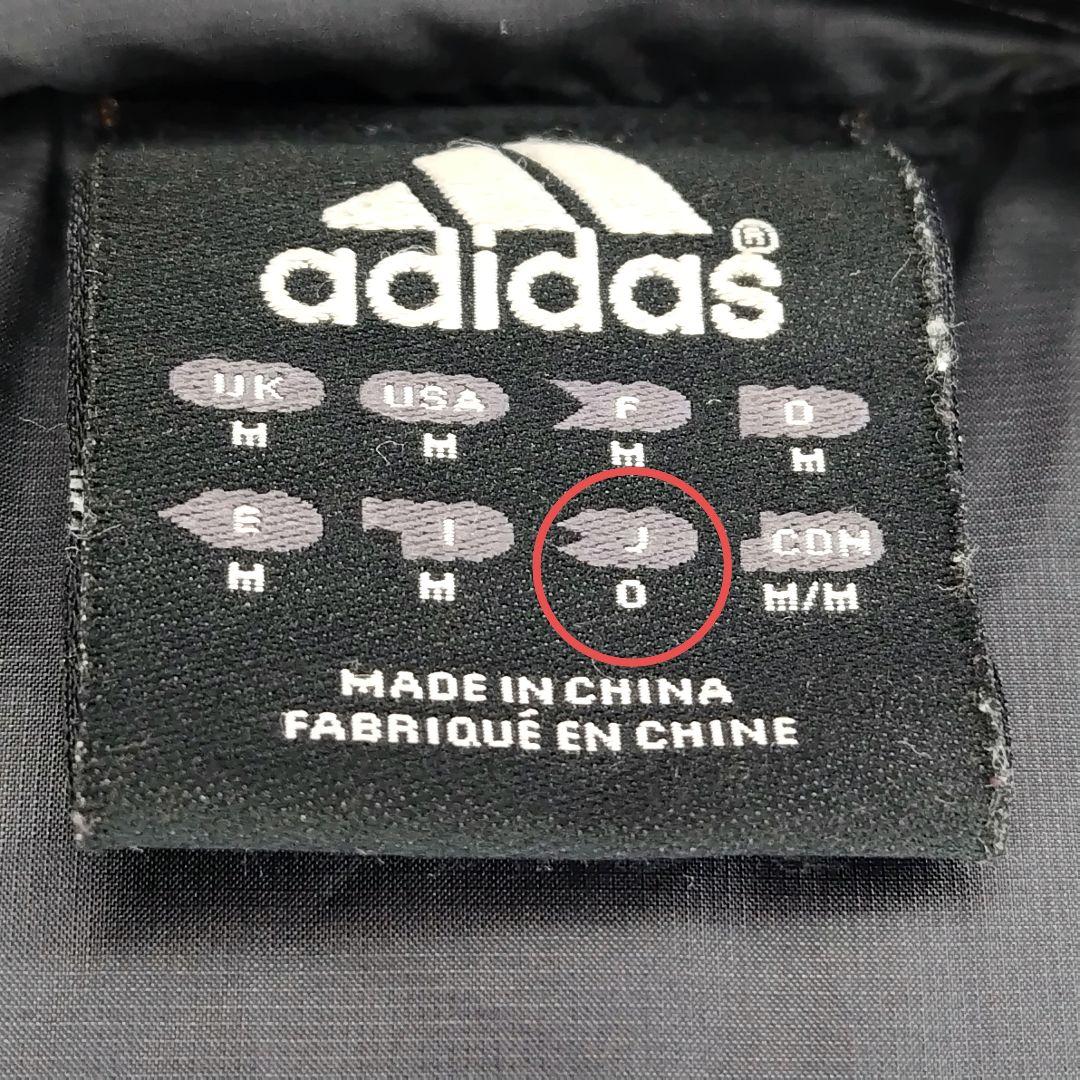 adidas®
UK USA F D
M M M M
E I J CDN
M M O M/M
MADE IN CHINA
FABRIQUÉ EN CHINE